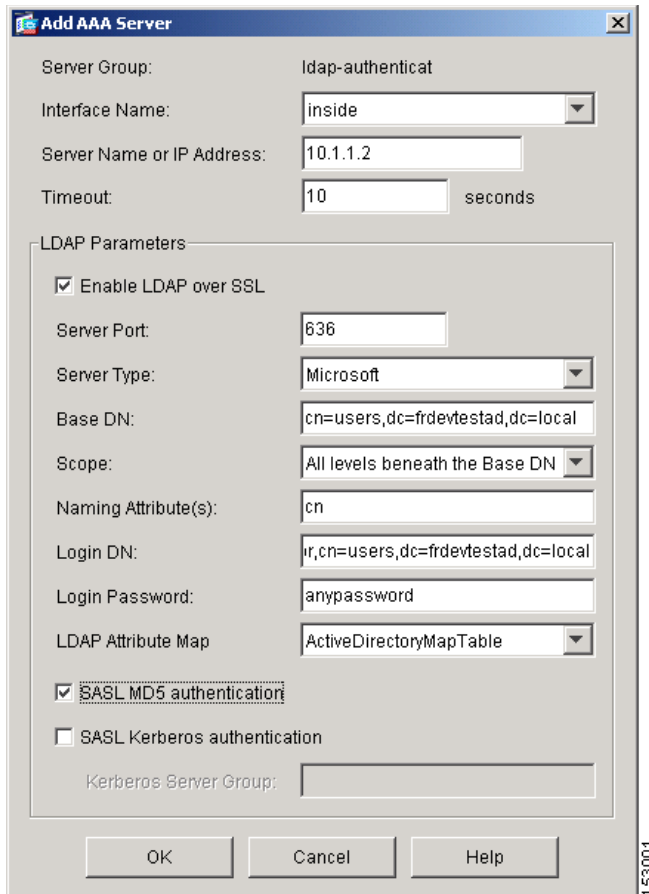 Add AAA Server
Server Group: ldap-authenticat
Interface Name: inside
Server Name or IP Address: 10.1.1.2
Timeout: 10 seconds
LDAP Parameters
Enable LDAP over SSL
Server Port: 636
Server Type: Microsoft
Base DN: cn=users,dc=frdevtestad,dc=local
Scope: All levels beneath the Base DN
Naming Attribute(s): cn
Login DN: r,cn=users,dc=frdevtestad,dc=local
Login Password: anypassword
LDAP Attribute Map ActiveDirectoryMapTable
SASL MD5 authentication
SASL Kerberos authentication
Kerberos Server Group:
OK Cancel Help
153001